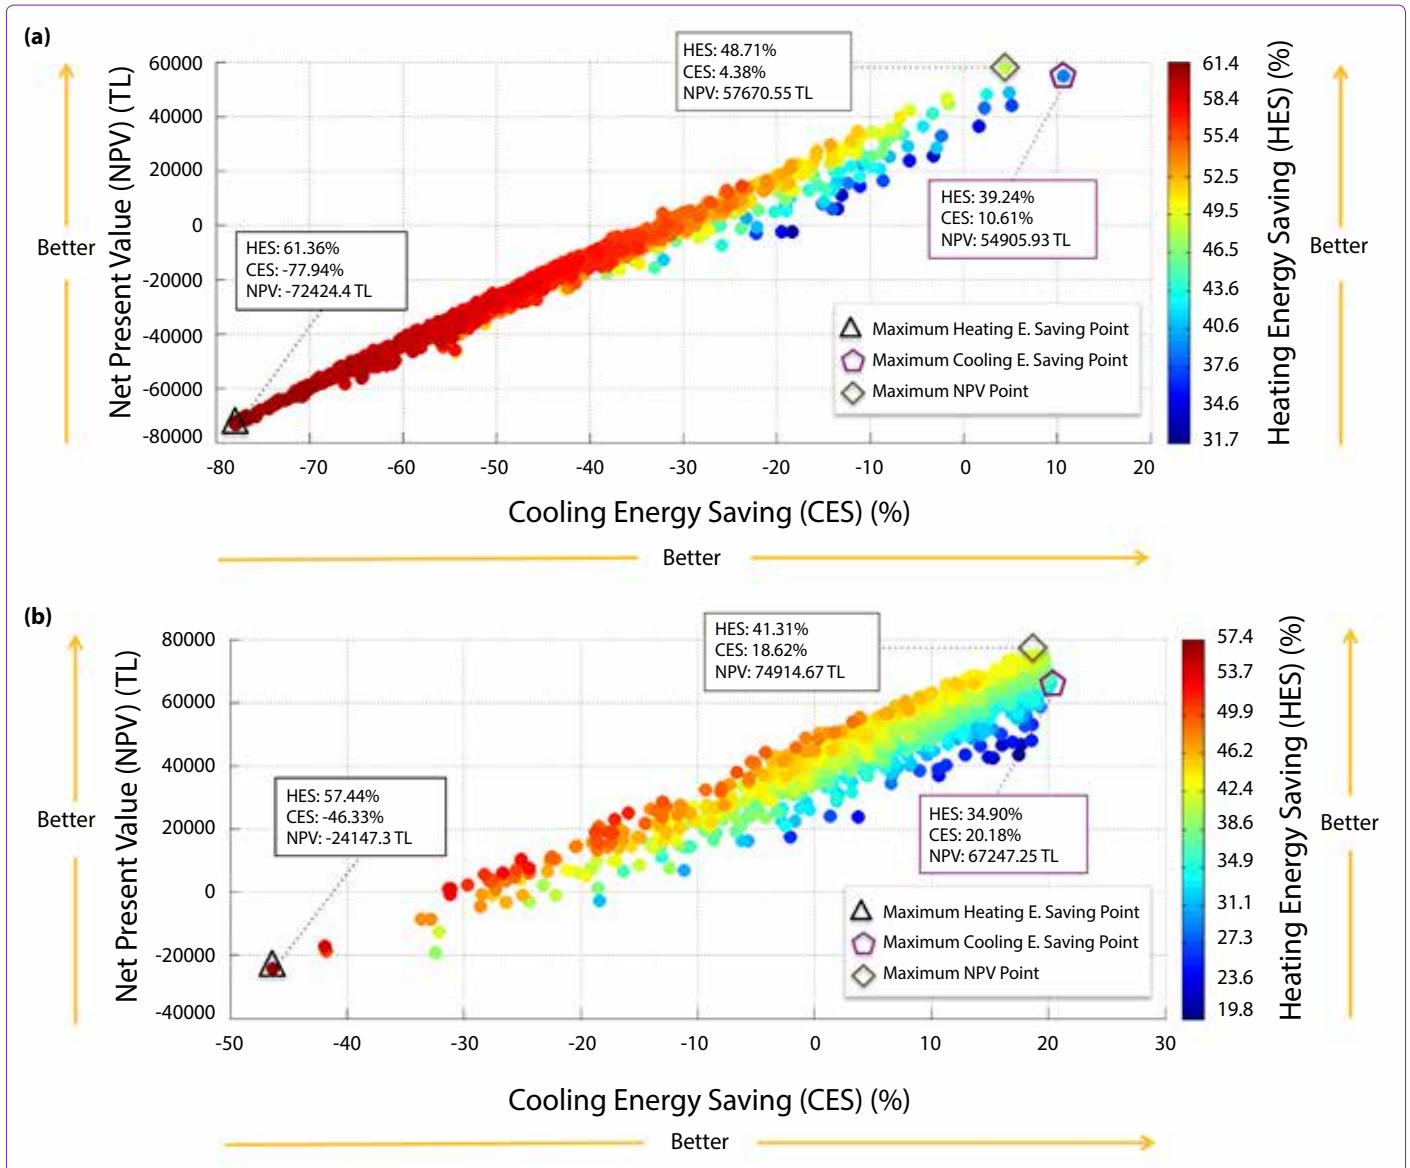 (a)
Better
Net Present Value (NPV) (TL)
60000
40000
20000
0
-20000
-40000
-60000
-80000
HES: 48.71%
CES: 4.38%
NPV: 57670.55 TL
HES: 39.24%
CES: 10.61%
NPV: 54905.93 TL
HES: 61.36%
CES: -77.94%
NPV: -72424.4 TL
Maximum Heating E. Saving Point
Maximum Cooling E. Saving Point
Maximum NPV Point
-80 -70 -60 -50 -40 -30 -20 -10 0 10 20
Cooling Energy Saving (CES) (%)
Better
61.4
58.4
55.4
52.5
49.5
46.5
43.6
40.6
37.6
34.6
31.7
Heating Energy Saving (HES) (%)
Better
(b)
Better
Net Present Value (NPV) (TL)
80000
60000
40000
20000
0
-20000
-40000
HES: 41.31%
CES: 18.62%
NPV: 74914.67 TL
HES: 57.44%
CES: -46.33%
NPV: -24147.3 TL
HES: 34.90%
CES: 20.18%
NPV: 67247.25 TL
Maximum Heating E. Saving Point
Maximum Cooling E. Saving Point
Maximum NPV Point
-50 -40 -30 -20 -10 0 10 20 30
Cooling Energy Saving (CES) (%)
Better
57.4
53.7
49.9
46.2
42.4
38.6
34.9
31.1
27.3
23.6
19.8
Heating Energy Saving (HES) (%)
Better